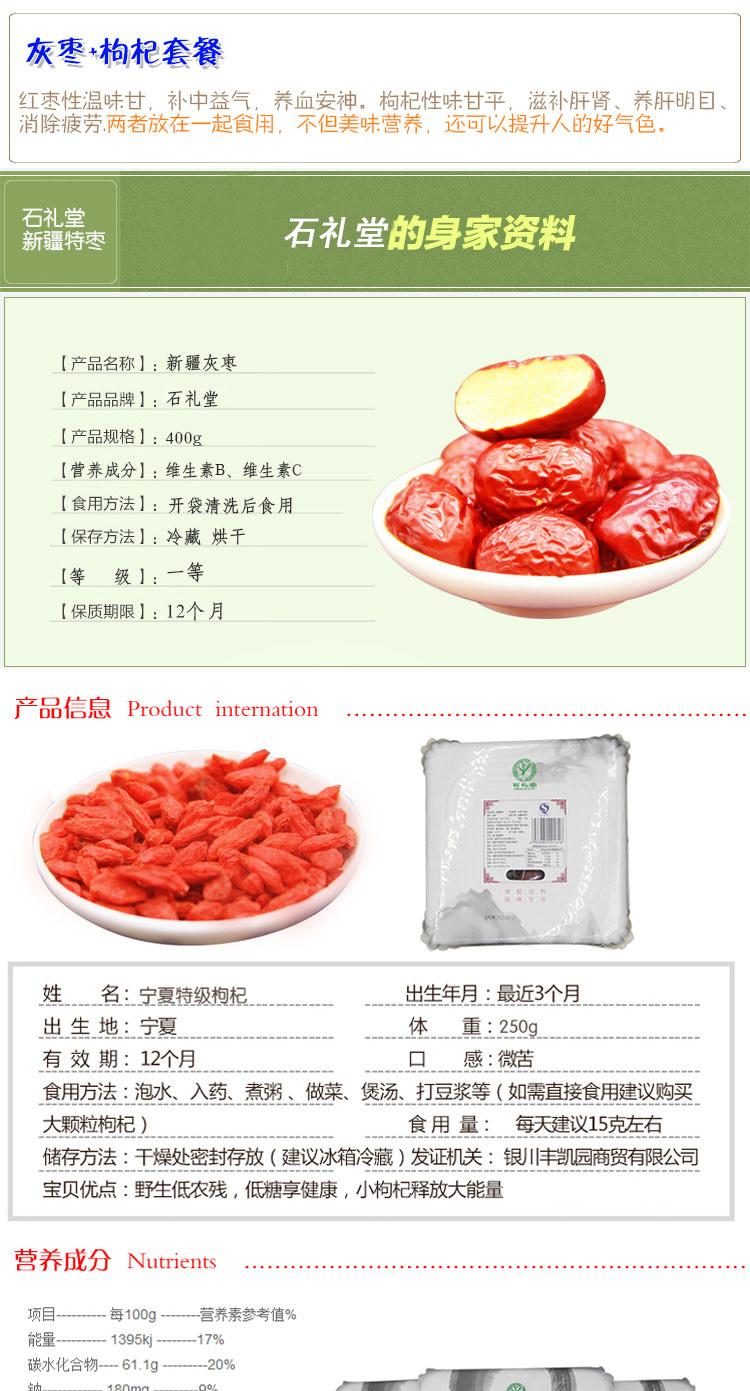 灰枣+枸杞套餐
红枣性温味甘，补中益气，养血安神。枸杞性味甘平，滋补肝肾、养肝明目、
消除疲劳.两者放在一起食用，不但美味营养，还可以提升人的好气色。
石礼堂
新疆特枣
石礼堂的身家资料
【产品名称】：新疆灰枣
【产品品牌】：石礼堂
【产品规格】：400g
【营养成分】：维生素B、维生素C
【食用方法】：开袋清洗后食用
【保存方法】：冷藏 烘干
【等 级】：一等
【保质期限】：12个月
产品信息 Product internation
石礼堂
姓 名：宁夏特级枸杞 出生年月：最近3个月
出 生 地：宁夏 体 重：250g
有 效 期：12个月 口 感：微苦
食用方法：泡水、入药、煮粥、做菜、煲汤、打豆浆等（如需直接食用建议购买
大颗粒枸杞） 食 用 量： 每天建议15克左右
储存方法：干燥处密封存放（建议冰箱冷藏）发证机关： 银川丰凯园商贸有限公司
宝贝优点：野生低农残，低糖享健康，小枸杞释放大能量
营养成分 Nutrients
项目---------- 每100g --------营养素参考值%
能量---------- 1395kj --------17%
碳水化合物---- 61.1g ---------20%
钠------------ 180mg ---------9%